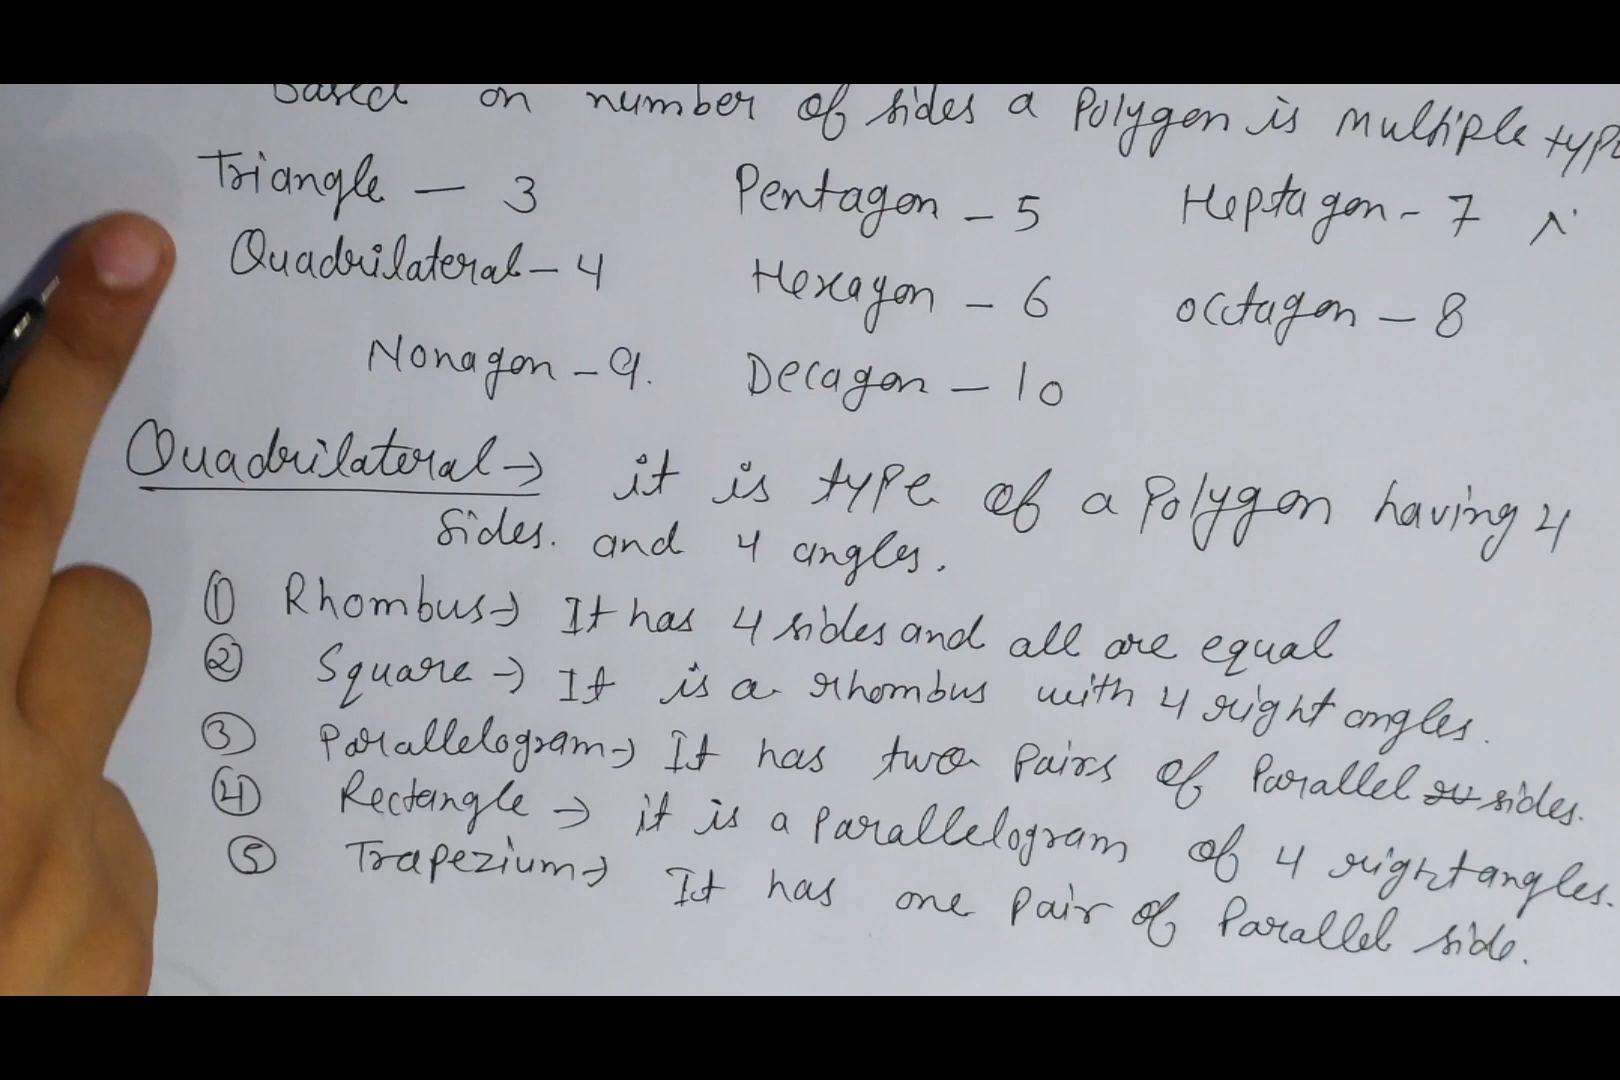 Based on number of sides a Polygon is multiple type
Triangle - 3 Pentagon - 5 Heptagon - 7
Quadrilateral - 4 Hexagon - 6 octagon - 8
Nonagon - 9. Decagon - 10
Quadrilateral → it is type of a Polygon having 4
sides. and 4 angles.
① Rhombus → It has 4 sides and all are equal
② Square → It is a rhombus with 4 right angles.
③ Parallelogram → It has two Pairs of Parallel sides.
④ Rectangle → it is a Parallelogram of 4 right angles.
⑤ Trapezium → It has one Pair of Parallel side.